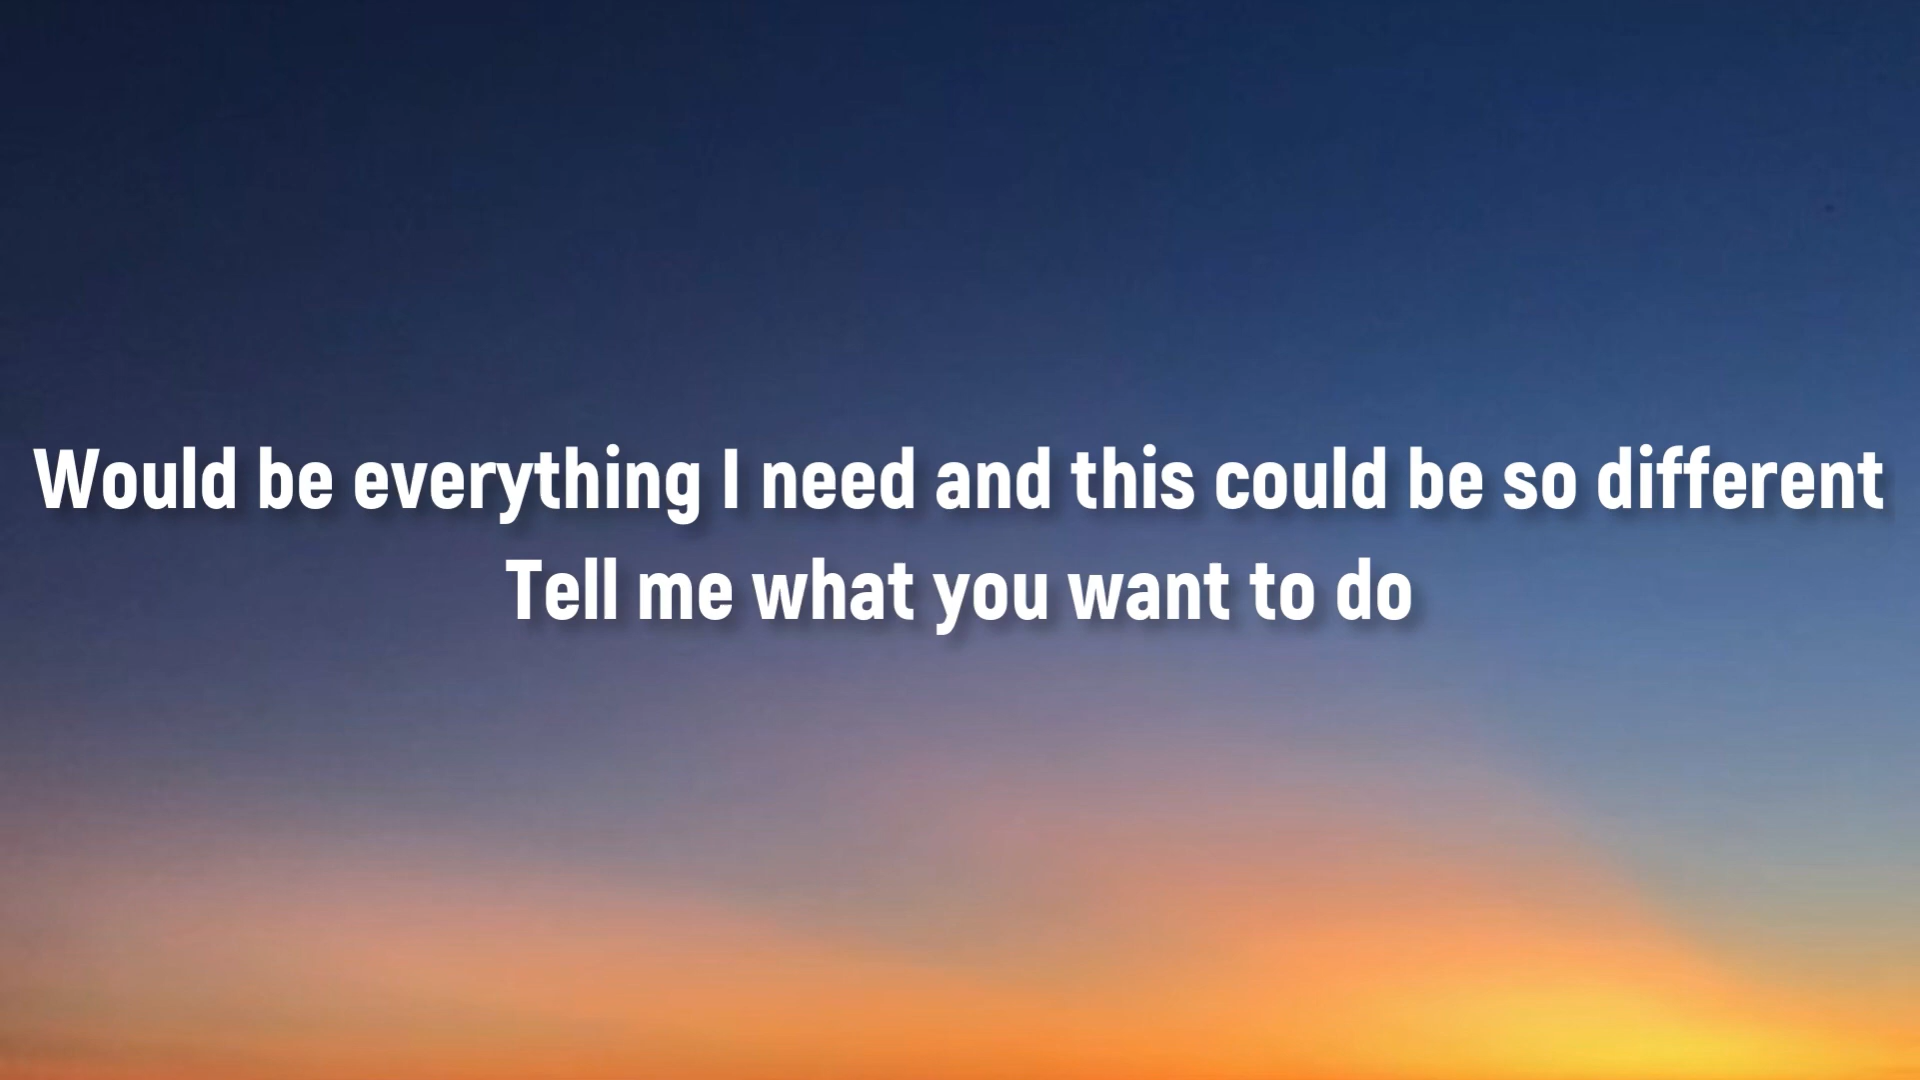 Would be everything I need and this could be so different
Tell me what you want to do